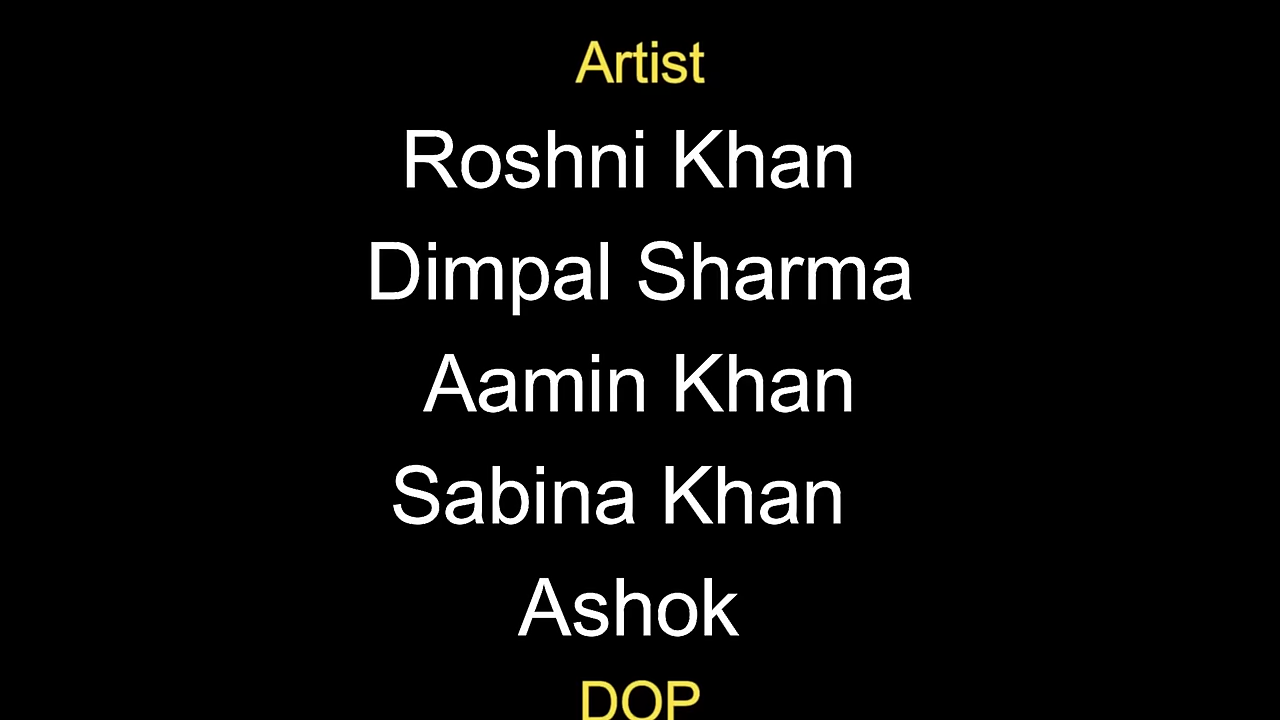 Artist
Roshni Khan
Dimpal Sharma
Aamin Khan
Sabina Khan
Ashok
DOP